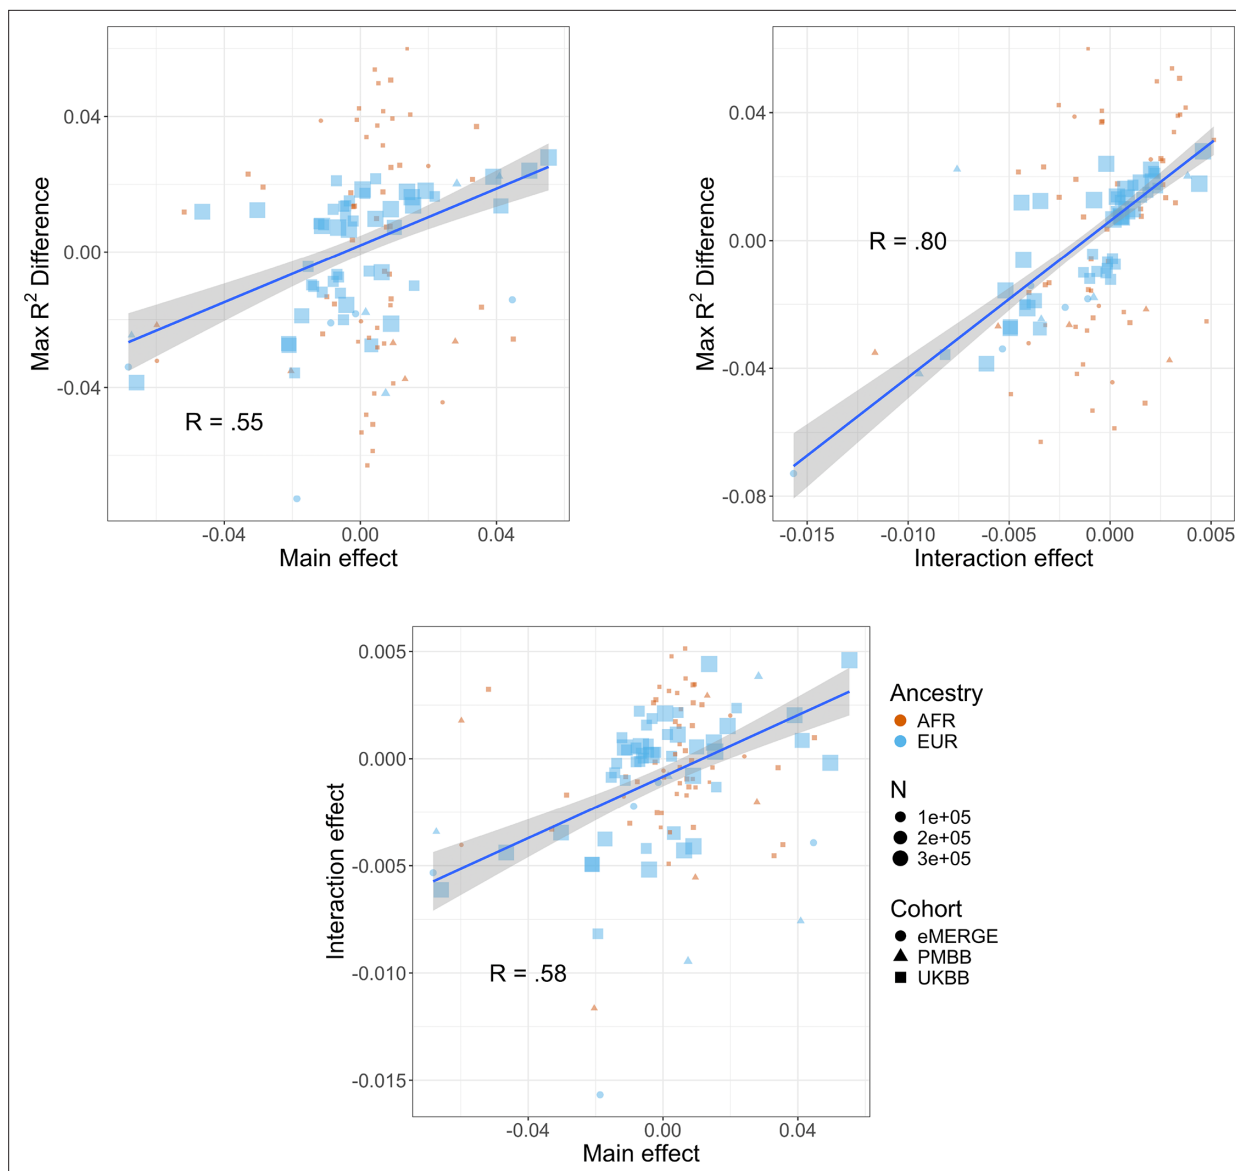 Max R² Difference
0.04
0.00
-0.04
R = .55
-0.04
0.00
0.04
Main effect
Max R² Difference
0.04
0.00
-0.04
-0.08
R = .80
-0.015
-0.010
-0.005
0.000
0.005
Interaction effect
Interaction effect
0.005
0.000
-0.005
-0.010
-0.015
R = .58
-0.04
0.00
0.04
Main effect
Ancestry
AFR
EUR
N
1e+05
2e+05
3e+05
Cohort
eMERGE
PMBB
UKBB